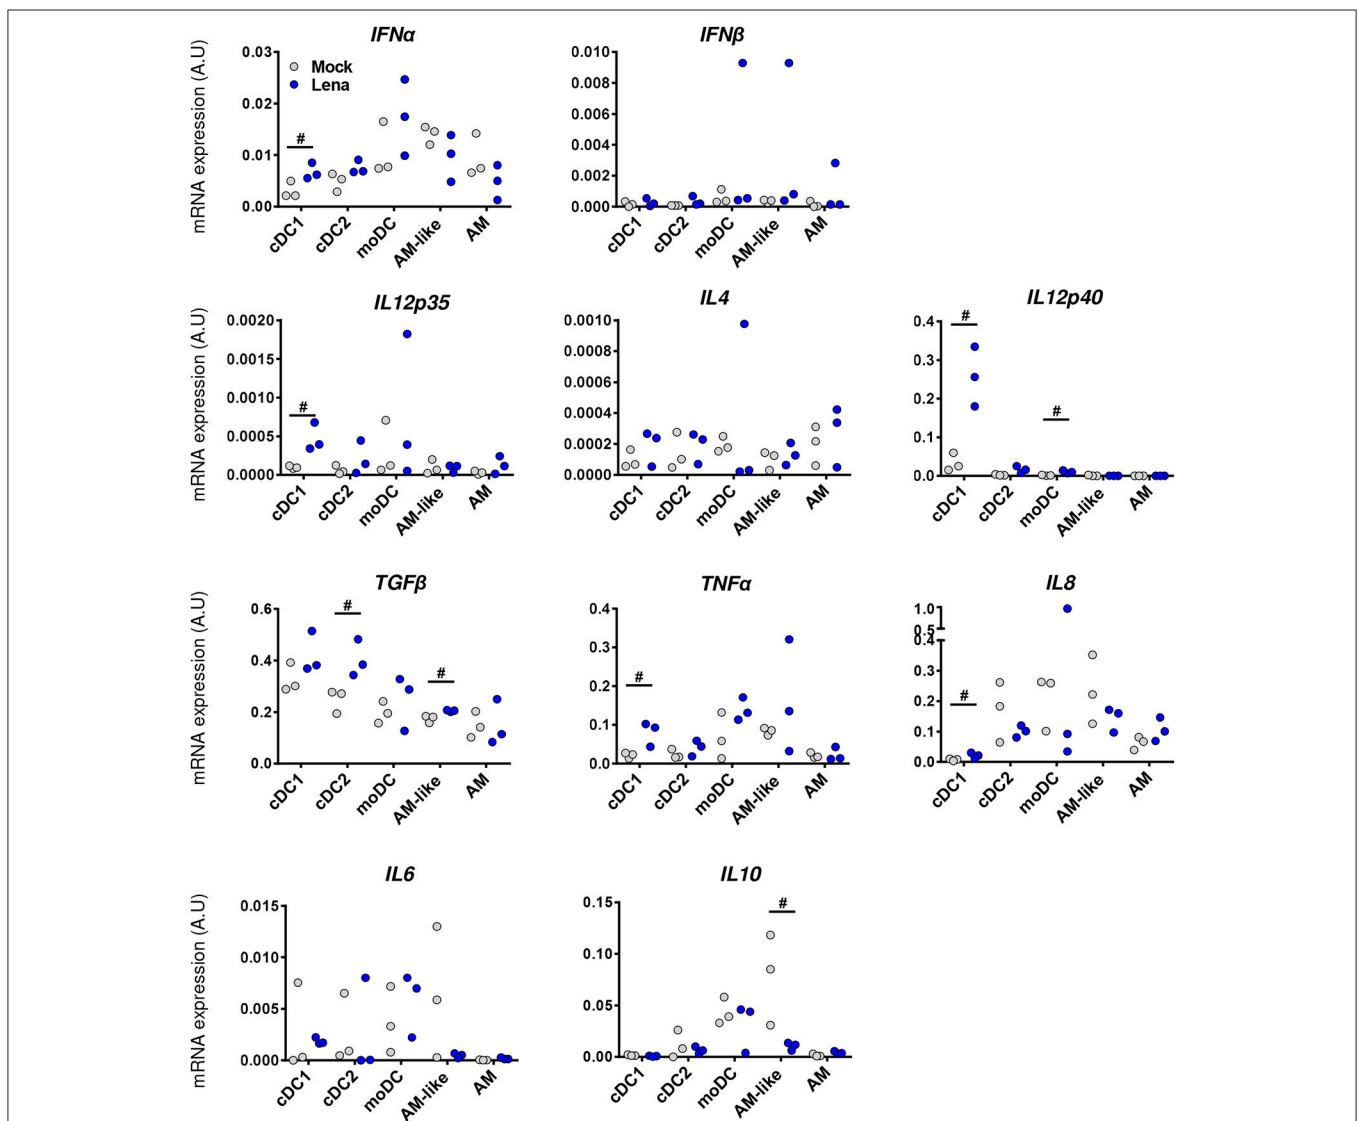 IFNα
mRNA expression (A.U)
0.03
0.02
0.01
0.00
Mock
Lena
#
cDC1
cDC2
moDC
AM-like
AM
IFNβ
0.010
0.008
0.006
0.004
0.002
0.000
cDC1
cDC2
moDC
AM-like
AM
IL12p35
mRNA expression (A.U)
0.0020
0.0015
0.0010
0.0005
0.0000
#
cDC1
cDC2
moDC
AM-like
AM
IL4
0.0010
0.0008
0.0006
0.0004
0.0002
0.0000
cDC1
cDC2
moDC
AM-like
AM
IL12p40
0.4
0.3
0.2
0.1
0.0
#
#
cDC1
cDC2
moDC
AM-like
AM
TGFβ
mRNA expression (A.U)
0.6
0.4
0.2
0.0
#
#
cDC1
cDC2
moDC
AM-like
AM
TNFα
0.4
0.3
0.2
0.1
0.0
#
cDC1
cDC2
moDC
AM-like
AM
IL8
1.0
0.5
0.4
0.3
0.2
0.1
0.0
#
cDC1
cDC2
moDC
AM-like
AM
IL6
mRNA expression (A.U)
0.015
0.010
0.005
0.000
cDC1
cDC2
moDC
AM-like
AM
IL10
0.15
0.10
0.05
0.00
#
cDC1
cDC2
moDC
AM-like
AM